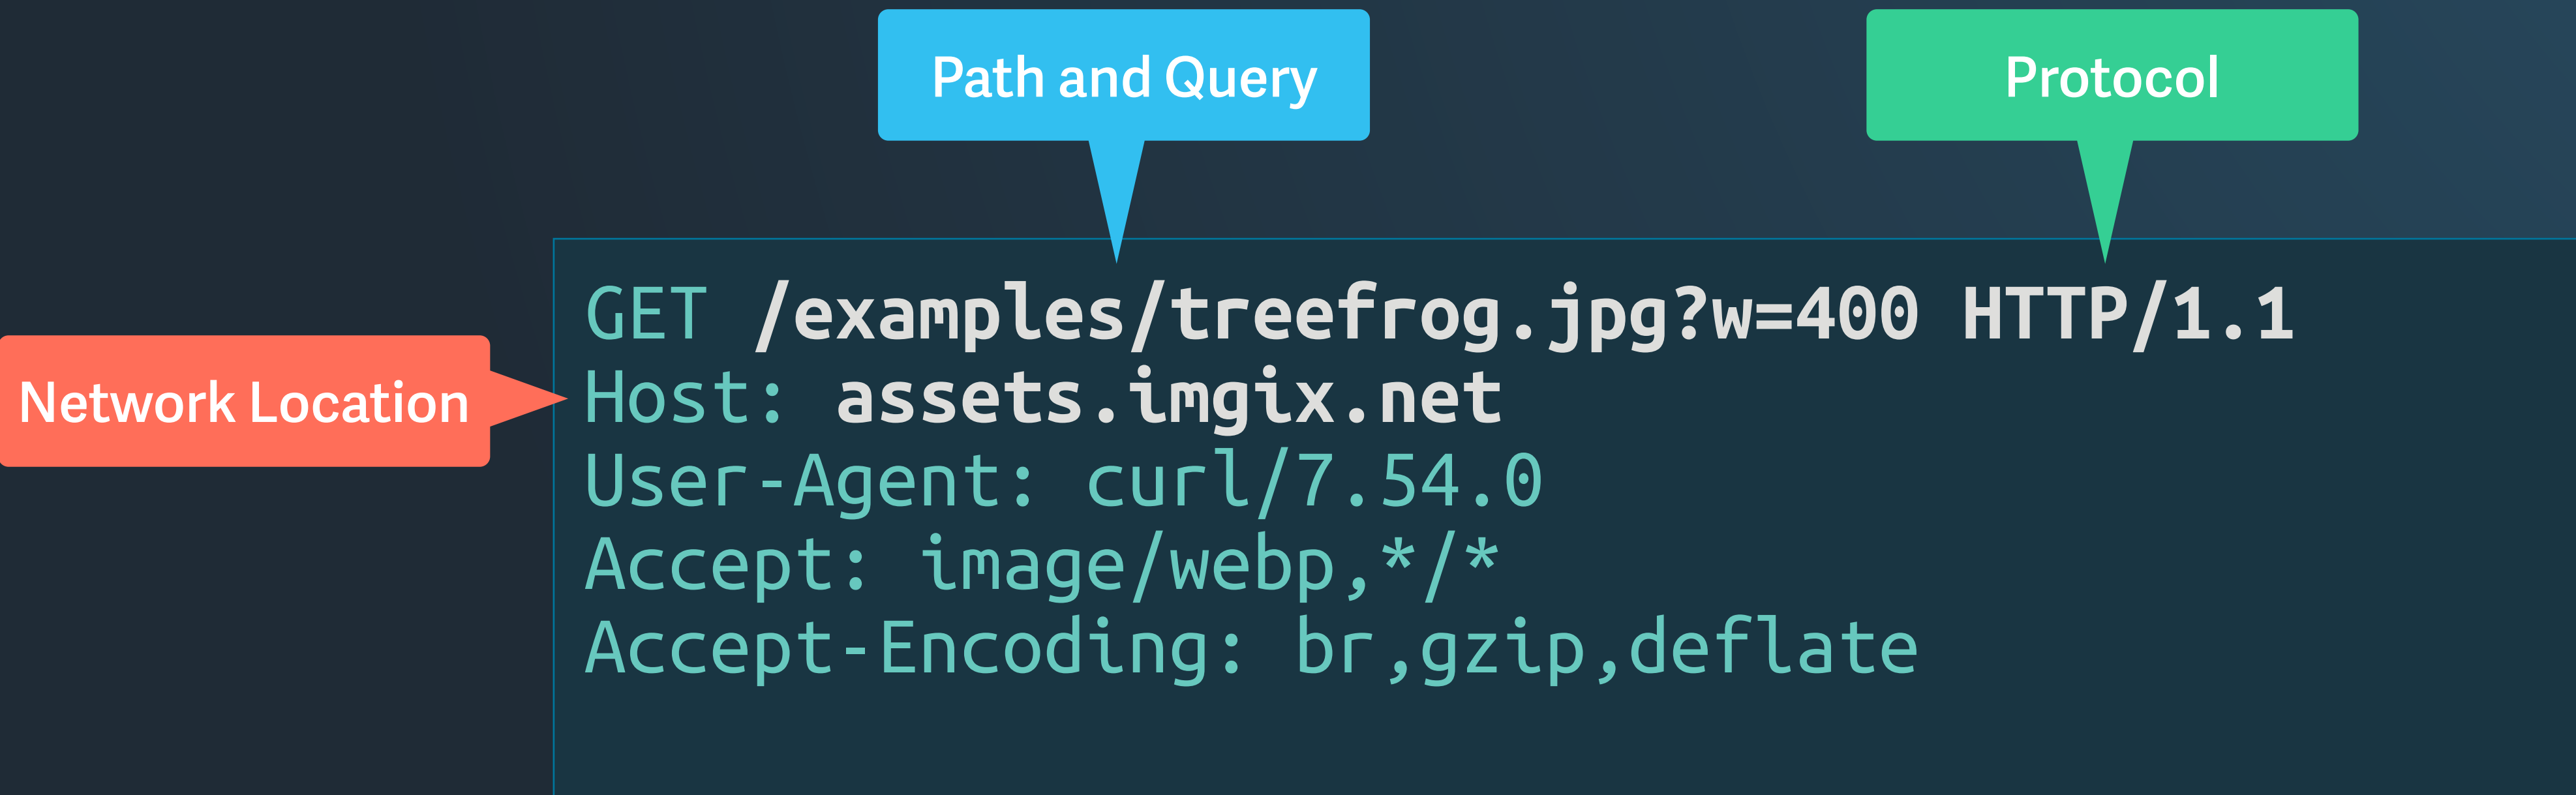 Path and Query
Protocol
GET /examples/treefrog.jpg?w=400 HTTP/1.1
Network Location
Host: assets.imgix.net
User-Agent: curl/7.54.0
Accept: image/webp,*/*
Accept-Encoding: br,gzip,deflate